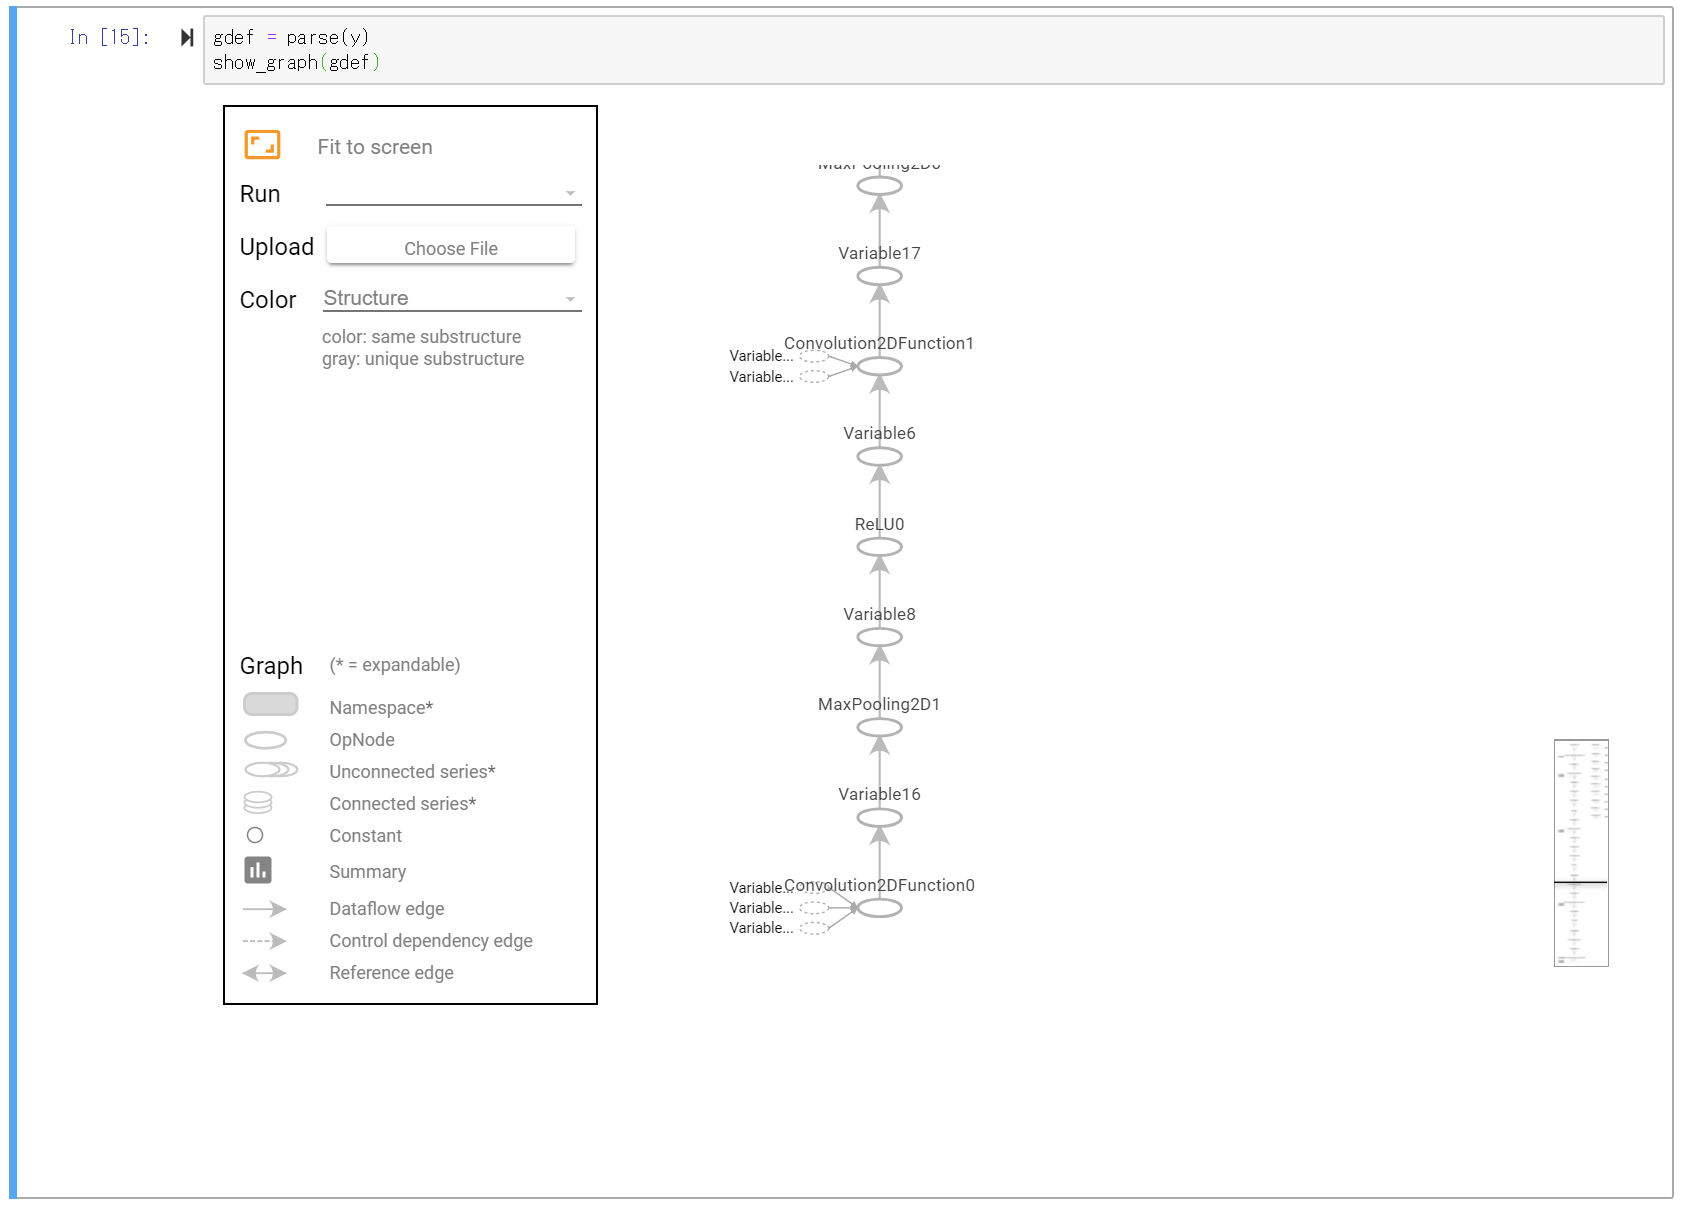 In [15]:
gdef = parse(y)
show_graph(gdef)
Fit to screen
Run
Upload
Choose File
Color
Structure
color: same substructure
gray: unique substructure
Graph
(* = expandable)
Namespace*
OpNode
Unconnected series*
Connected series*
Constant
Summary
Dataflow edge
Control dependency edge
Reference edge
Variable17
Convolution2DFunction1
Variable...
Variable...
Variable6
ReLU0
Variable8
MaxPooling2D1
Variable16
Convolution2DFunction0
Variable...
Variable...
Variable...